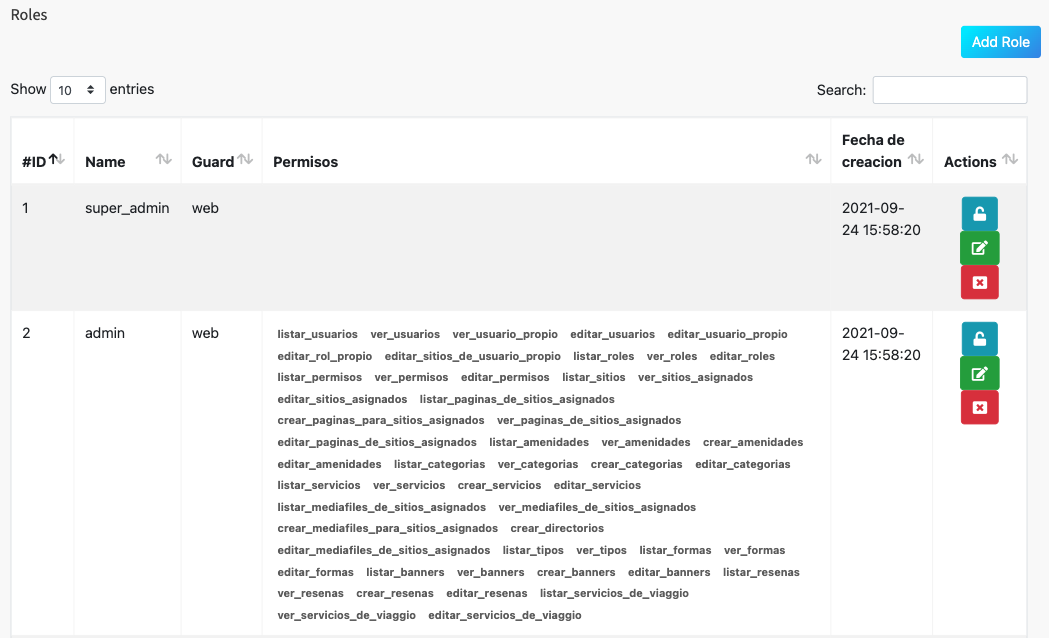 Roles
Add Role
Show 10 entries
Search:
#ID Name Guard Permisos Fecha de creacion Actions
1 super_admin web 2021-09-
24 15:58:20
2 admin web 2021-09-
24 15:58:20
listar_usuarios ver_usuarios ver_usuario_propio editar_usuarios editar_usuario_propio
editar_rol_propio editar_sitios_de_usuario_propio listar_roles ver_roles editar_roles
listar_permisos ver_permisos editar_permisos listar_sitios ver_sitios_asignados
editar_sitios_asignados listar_paginas_de_sitios_asignados
crear_paginas_para_sitios_asignados ver_paginas_de_sitios_asignados
editar_paginas_de_sitios_asignados listar_amenidades ver_amenidades crear_amenidades
editar_amenidades listar_categorias ver_categorias crear_categorias editar_categorias
listar_servicios ver_servicios crear_servicios editar_servicios
listar_mediafiles_de_sitios_asignados ver_mediafiles_de_sitios_asignados
crear_mediafiles_para_sitios_asignados crear_directorios
editar_mediafiles_de_sitios_asignados listar_tipos ver_tipos listar_formas ver_formas
editar_formas listar_banners ver_banners crear_banners editar_banners listar_resenas
ver_resenas crear_resenas editar_resenas listar_servicios_de_viaggio
ver_servicios_de_viaggio editar_servicios_de_viaggio